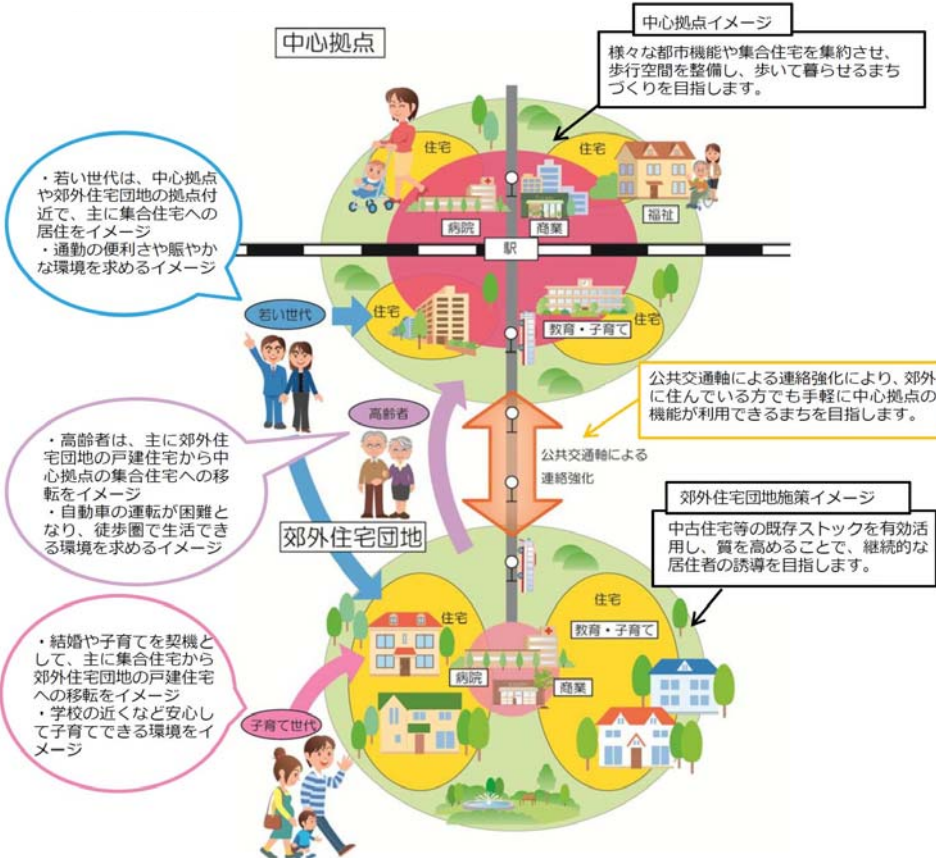 中心拠点
中心拠点イメージ
様々な都市機能や集合住宅を集約させ、
歩行空間を整備し、歩いて暮らせるまち
づくりを目指します。
住宅
住宅
福祉
病院
商業
駅
住宅
教育・子育て
住宅
・若い世代は、中心拠点
や郊外住宅団地の拠点付
近で、主に集合住宅への
居住をイメージ
・通勤の便利さや賑やか
な環境を求めるイメージ
若い世代
公共交通軸による連絡強化により、郊外
に住んでいる方でも手軽に中心拠点の
機能が利用できるまちを目指します。
高齢者
・高齢者は、主に郊外住
宅団地の戸建住宅から中
心拠点の集合住宅への移
転をイメージ
・自動車の運転が困難と
なり、徒歩圏で生活でき
る環境を求めるイメージ
公共交通軸による
連絡強化
郊外住宅団地
郊外住宅団地施策イメージ
中古住宅等の既存ストックを有効活
用し、質を高めることで、継続的な
居住者の誘導を目指します。
住宅
住宅
教育・子育て
病院
商業
・結婚や子育てを契機と
して、主に集合住宅から
郊外住宅団地の戸建住宅
への移転をイメージ
・学校の近くなど安心し
て子育てできる環境をイ
メージ
子育て世代